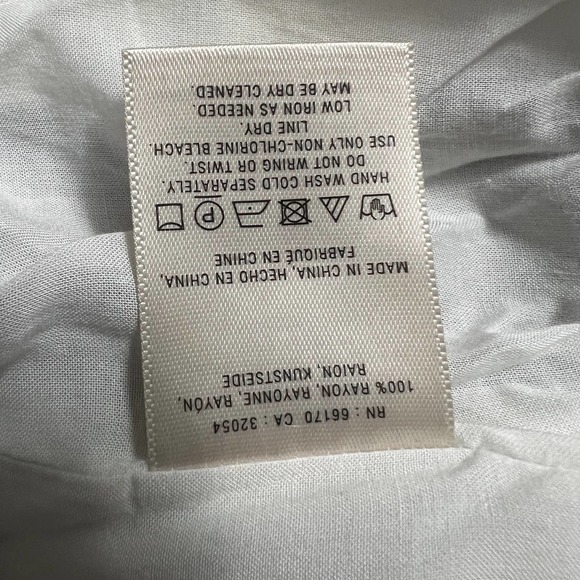 RN : 66170 CA : 32054
100% RAYON, RAYONNE, RAYÓN,
RAION, KUNSTSEIDE
MADE IN CHINA, HECHO EN CHINA,
FABRIQUÉ EN CHINE
P
HAND WASH COLD SEPARATELY.
DO NOT WRING OR TWIST.
USE ONLY NON-CHLORINE BLEACH.
LINE DRY.
LOW IRON AS NEEDED.
MAY BE DRY CLEANED.